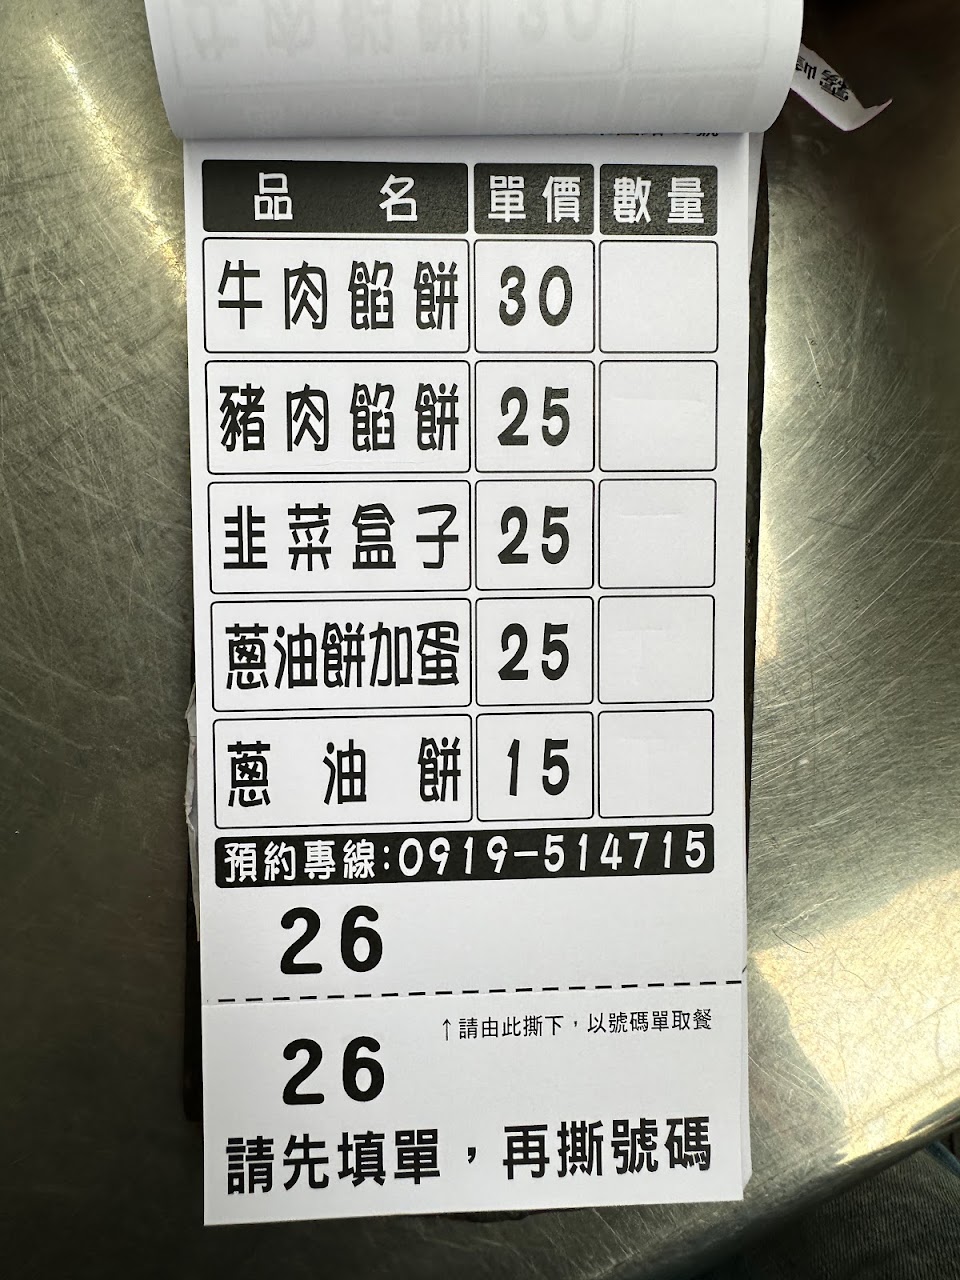 品名 單價 數量
牛肉餡餅 30
豬肉餡餅 25
韭菜盒子 25
蔥油餅加蛋 25
蔥油餅 15
預約專線:0919-514715
26
↑請由此撕下，以號碼單取餐
26
請先填單，再撕號碼